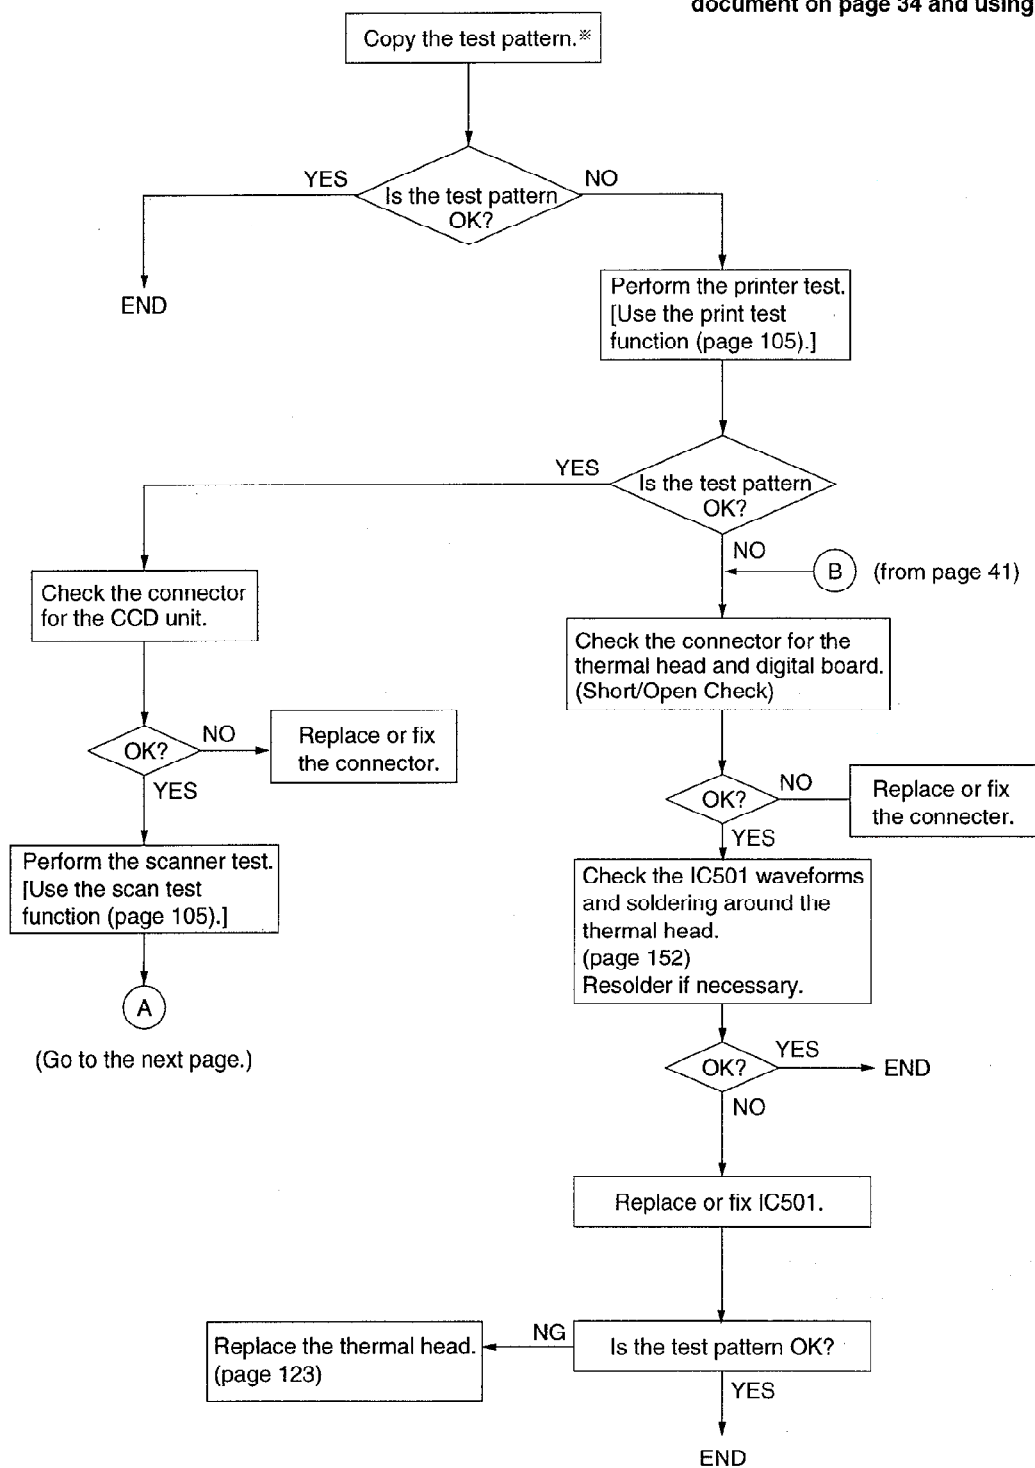 document on page 34 and using
Copy the test pattern.※
YES
NO
Is the test pattern
OK?
END
Perform the printer test.
[Use the print test
function (page 105).]
YES
Is the test pattern
OK?
NO
B
(from page 41)
Check the connector
for the CCD unit.
Check the connector for the
thermal head and digital board.
(Short/Open Check)
OK?
NO
Replace or fix
the connector.
YES
OK?
NO
Replace or fix
the connecter.
YES
Perform the scanner test.
[Use the scan test
function (page 105).]
Check the IC501 waveforms
and soldering around the
thermal head.
(page 152)
Resolder if necessary.
A
(Go to the next page.)
OK?
YES
END
NO
Replace or fix IC501.
Replace the thermal head.
(page 123)
NG
Is the test pattern OK?
YES
END